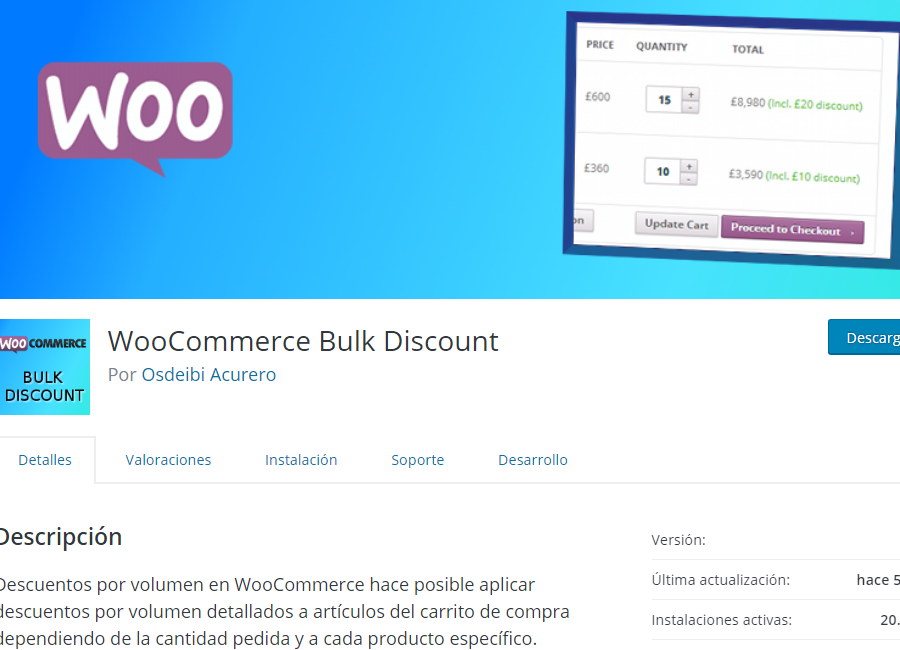 Woo
PRICE QUANTITY TOTAL
£600 15 + - £8,980 (Incl. £20 discount)
£360 10 + - £3,590 (Incl. £10 discount)
on Update Cart Proceed to Checkout
WOO COMMERCE
BULK
DISCOUNT
WooCommerce Bulk Discount
Por Osdeibi Acurero
Descarg
Detalles Valoraciones Instalación Soporte Desarrollo
Descripción
Descuentos por volumen en WooCommerce hace posible aplicar
descuentos por volumen detallados a artículos del carrito de compra
dependiendo de la cantidad pedida y a cada producto específico.
Versión:
Última actualización: hace 5
Instalaciones activas: 20.